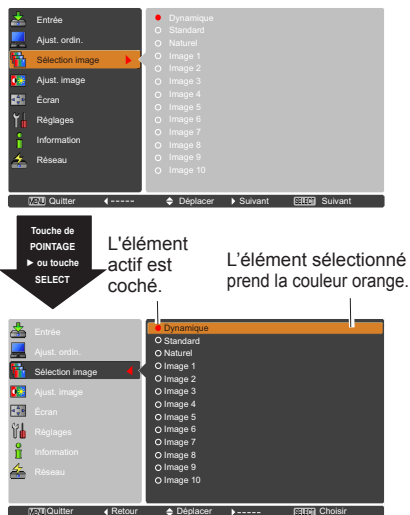 Entrée
Ajust. ordin.
Sélection image
Ajust. image
Écran
Réglages
Information
Réseau
Dynamique
Standard
Naturel
Image 1
Image 2
Image 3
Image 4
Image 5
Image 6
Image 7
Image 8
Image 9
Image 10
MENU Quitter ◀ ----- Déplacer ▶ Suivant SELECT Suivant
Touche de
POINTAGE
► ou touche
SELECT
L'élément
actif est
coché.
L'élément sélectionné
prend la couleur orange.
Entrée
Ajust. ordin.
Sélection image
Ajust. image
Écran
Réglages
Information
Réseau
Dynamique
Standard
Naturel
Image 1
Image 2
Image 3
Image 4
Image 5
Image 6
Image 7
Image 8
Image 9
Image 10
MENU Quitter ◀ Retour Déplacer ▶ ----- SELECT Choisir